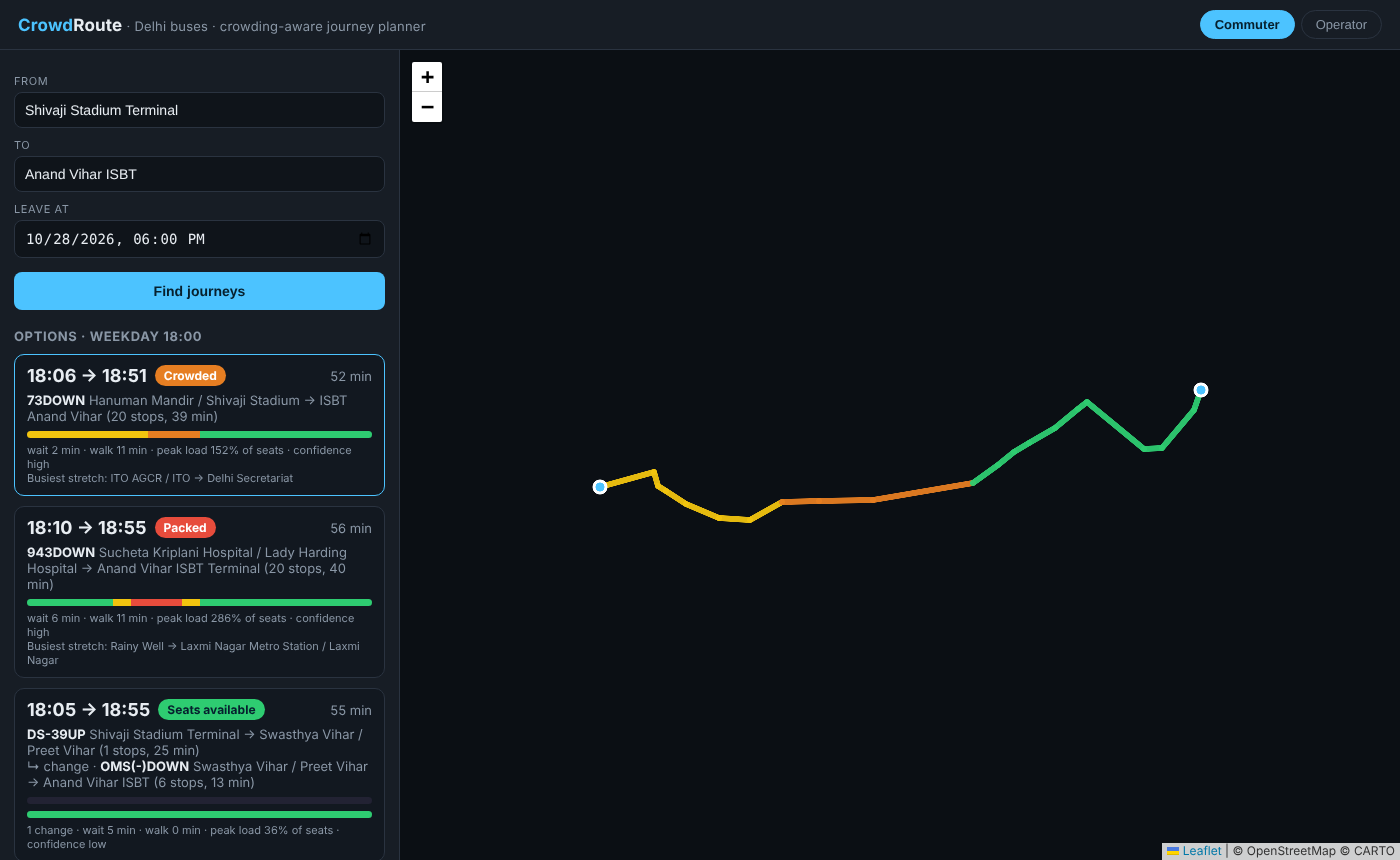 CrowdRoute · Delhi buses · crowding-aware journey planner
Commuter
Operator
FROM
Shivaji Stadium Terminal
TO
Anand Vihar ISBT
LEAVE AT
10/28/2026, 06:00 PM
Find journeys
OPTIONS · WEEKDAY 18:00
18:06 → 18:51 Crowded 52 min
73DOWN Hanuman Mandir / Shivaji Stadium → ISBT
Anand Vihar (20 stops, 39 min)
wait 2 min · walk 11 min · peak load 152% of seats · confidence
high
Busiest stretch: ITO AGCR / ITO → Delhi Secretariat
18:10 → 18:55 Packed 56 min
943DOWN Sucheta Kriplani Hospital / Lady Harding
Hospital → Anand Vihar ISBT Terminal (20 stops, 40
min)
wait 6 min · walk 11 min · peak load 286% of seats · confidence
high
Busiest stretch: Rainy Well → Laxmi Nagar Metro Station / Laxmi
Nagar
18:05 → 18:55 Seats available 55 min
DS-39UP Shivaji Stadium Terminal → Swasthya Vihar /
Preet Vihar (1 stops, 25 min)
↳ change · OMS(-)DOWN Swasthya Vihar / Preet Vihar
→ Anand Vihar ISBT (6 stops, 13 min)
1 change · wait 5 min · walk 0 min · peak load 36% of seats ·
confidence low
+
−
Leaflet | © OpenStreetMap © CARTO